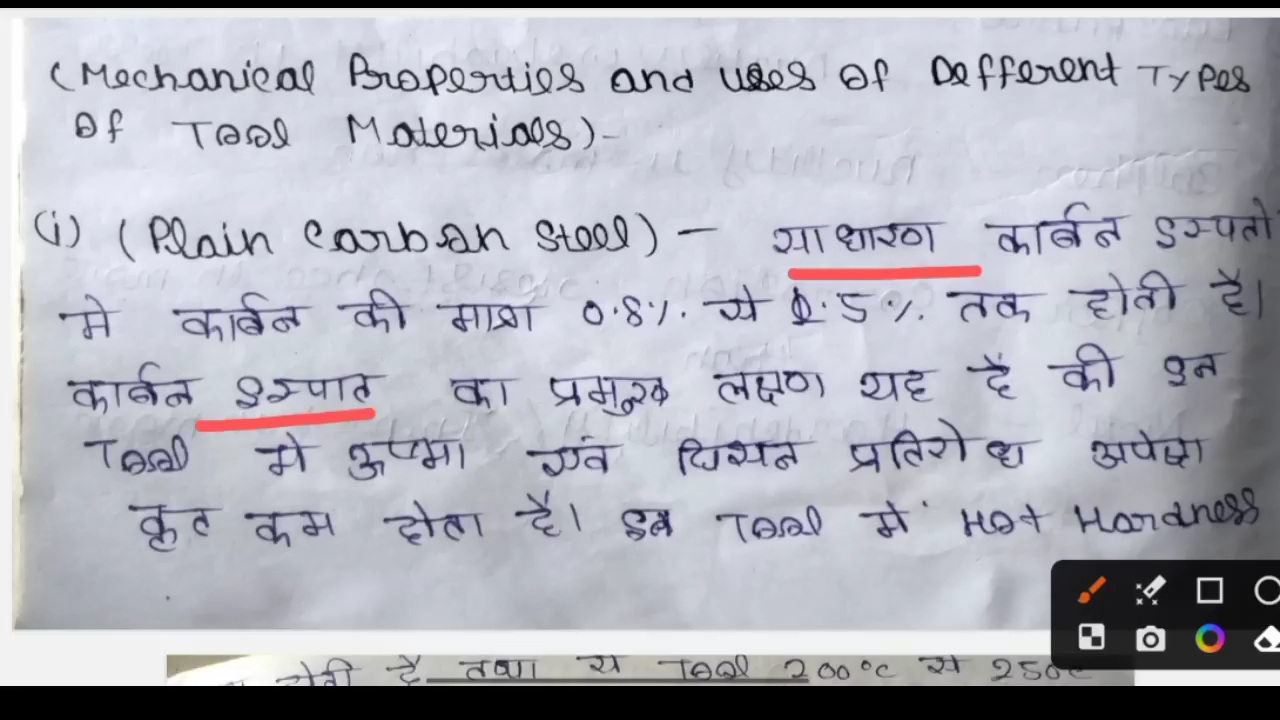 (Mechanical Properties and uses of Defferent Types
Of Tool Materials)-
(i) (Plain Carbon Steel) - साधारण कार्बन इस्पतो
मे कार्बन की मात्रा 0.8% से 1.5% तक होती है।
कार्बन इस्पात का प्रमुख लक्षण यह है की इन
Tool मे ऊष्मा एवं घिसन प्रतिरोध अपेक्षा
कृत कम होता है। इन Tool में Hot Hardness
होती है तथा ये Tool 200°C से 250°C